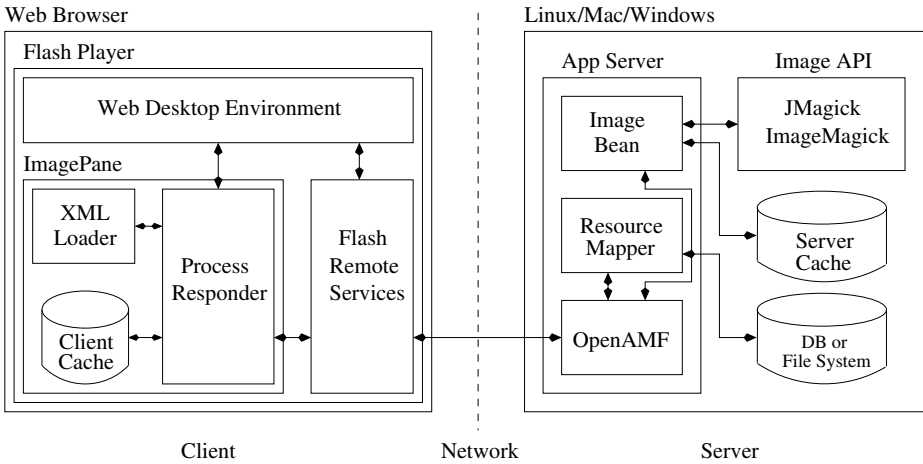 Web Browser
Linux/Mac/Windows
Flash Player
App Server
Image API
Web Desktop Environment
Image
Bean
JMagick
ImageMagick
ImagePane
XML
Loader
Process
Responder
Flash
Remote
Services
Resource
Mapper
Server
Cache
Client
Cache
OpenAMF
DB or
File System
Client
Network
Server